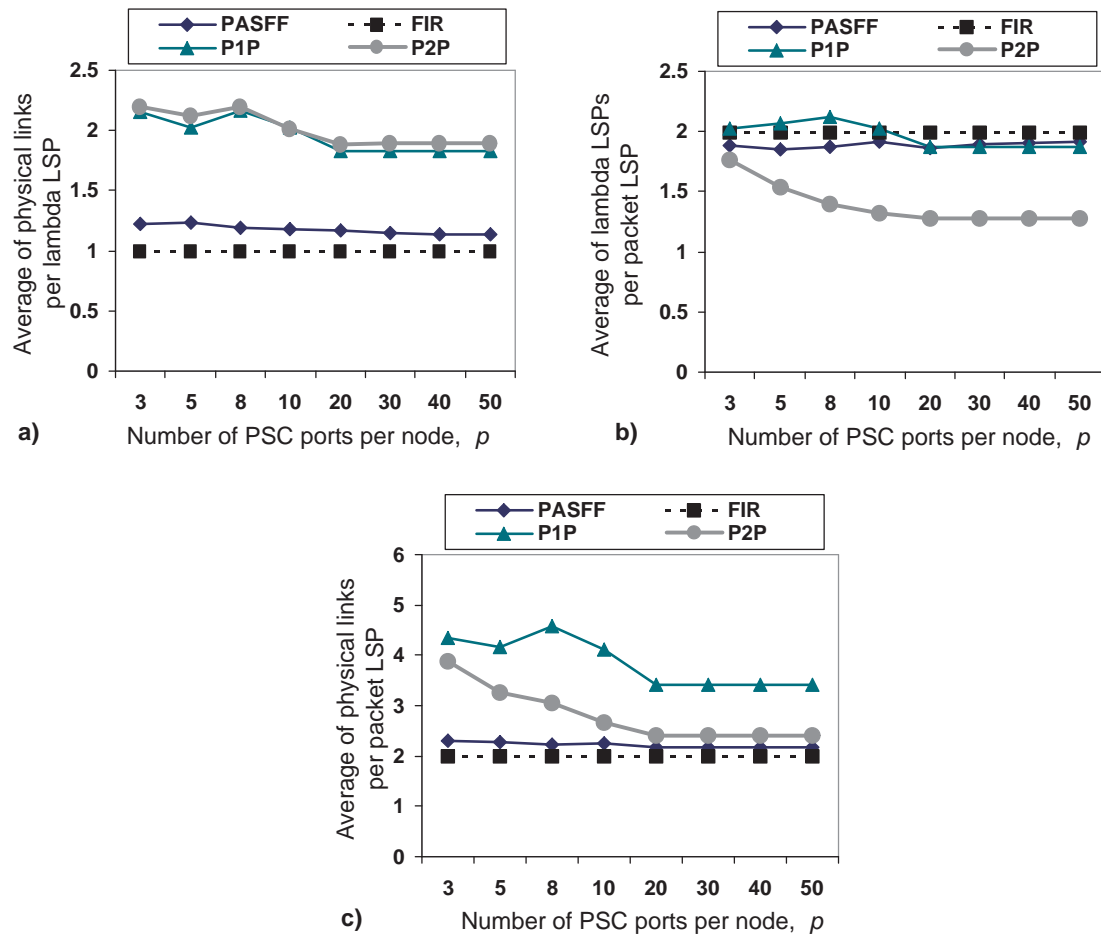 PASFF FIR
P1P P2P
Average of physical links
per lambda LSP
2.5
2
1.5
1
0.5
0
3 5 8 10 20 30 40 50
a) Number of PSC ports per node, p
PASFF FIR
P1P P2P
Average of lambda LSPs
per packet LSP
2.5
2
1.5
1
0.5
0
3 5 8 10 20 30 40 50
b) Number of PSC ports per node, p
PASFF FIR
P1P P2P
Average of physical links
per packet LSP
6
5
4
3
2
1
0
3 5 8 10 20 30 40 50
c) Number of PSC ports per node, p